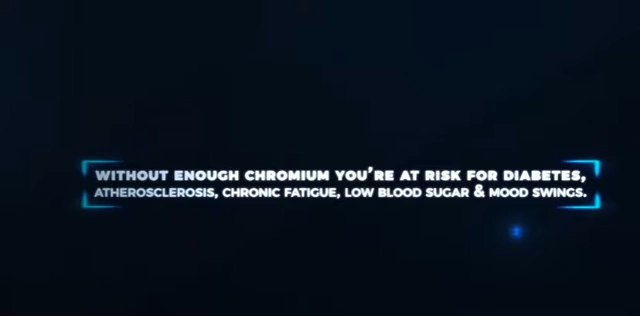 WITHOUT ENOUGH CHROMIUM YOU'RE AT RISK FOR DIABETES,
ATHEROSCLEROSIS, CHRONIC FATIGUE, LOW BLOOD SUGAR & MOOD SWINGS.